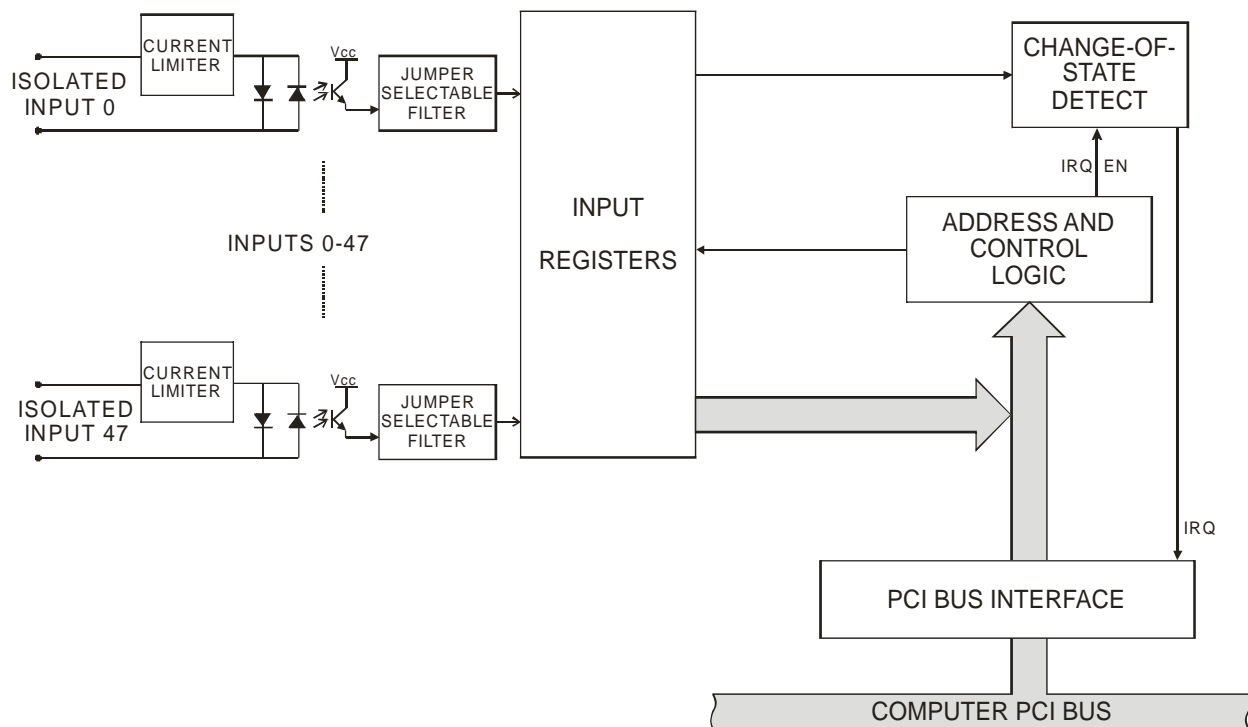 CURRENT
LIMITER
ISOLATED
INPUT 0
Vcc
JUMPER
SELECTABLE
FILTER
INPUTS 0-47
CURRENT
LIMITER
ISOLATED
INPUT 47
Vcc
JUMPER
SELECTABLE
FILTER
INPUT
REGISTERS
CHANGE-OF-
STATE
DETECT
IRQ EN
ADDRESS AND
CONTROL
LOGIC
IRQ
PCI BUS INTERFACE
COMPUTER PCI BUS